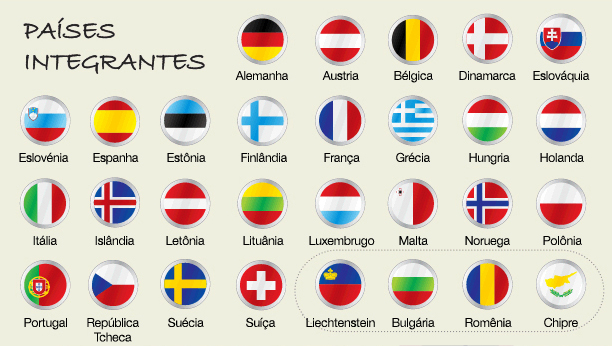 PAÍSES
INTEGRANTES
Alemanha
Austria
Bélgica
Dinamarca
Eslováquia
Eslovénia
Espanha
Estônia
Finlândia
França
Grécia
Hungria
Holanda
Itália
Islândia
Letônia
Lituânia
Luxembrugo
Malta
Noruega
Polônia
Portugal
República
Tcheca
Suécia
Suíça
Liechtenstein
Bulgária
Romênia
Chipre